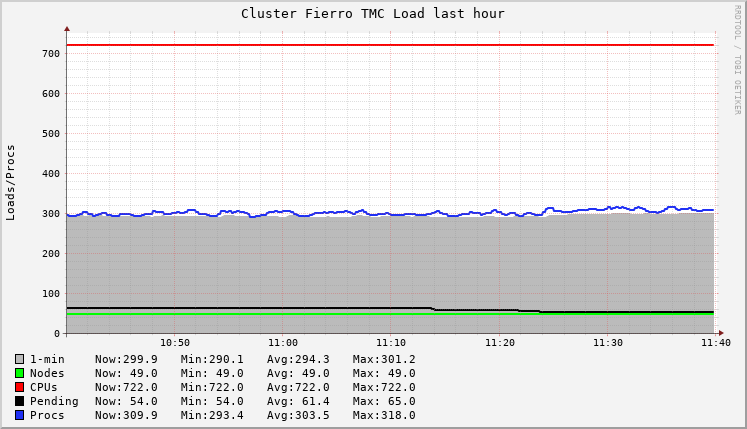 Cluster Fierro TMC Load last hour
RRDTOOL / TOBI OETIKER
Loads/Procs
700
600
500
400
300
200
100
0
10:50 11:00 11:10 11:20 11:30 11:40
1-min Now:299.9 Min:290.1 Avg:294.3 Max:301.2
Nodes Now: 49.0 Min: 49.0 Avg: 49.0 Max: 49.0
CPUs Now:722.0 Min:722.0 Avg:722.0 Max:722.0
Pending Now: 54.0 Min: 54.0 Avg: 61.4 Max: 65.0
Procs Now:309.9 Min:293.4 Avg:303.5 Max:318.0